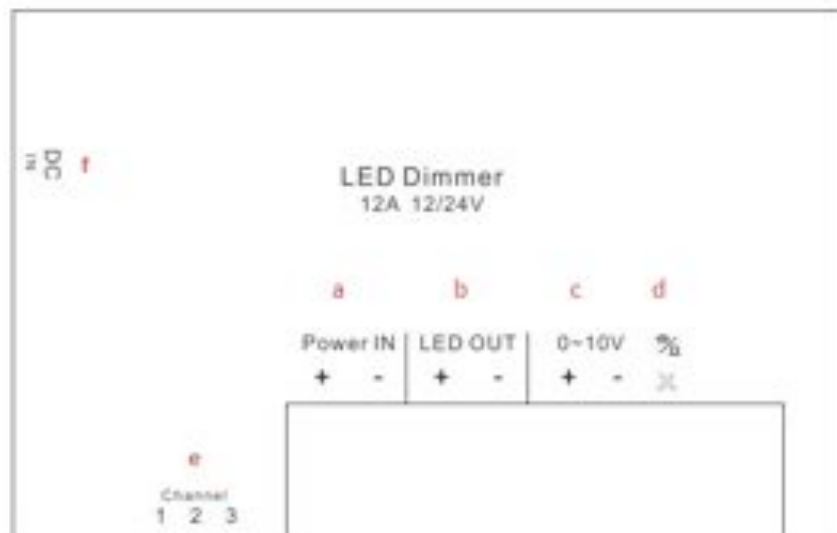 DC
IN
f
LED Dimmer
12A 12/24V
a b c d
Power IN LED OUT 0~10V
+ - + - + -
e
Channel
1 2 3